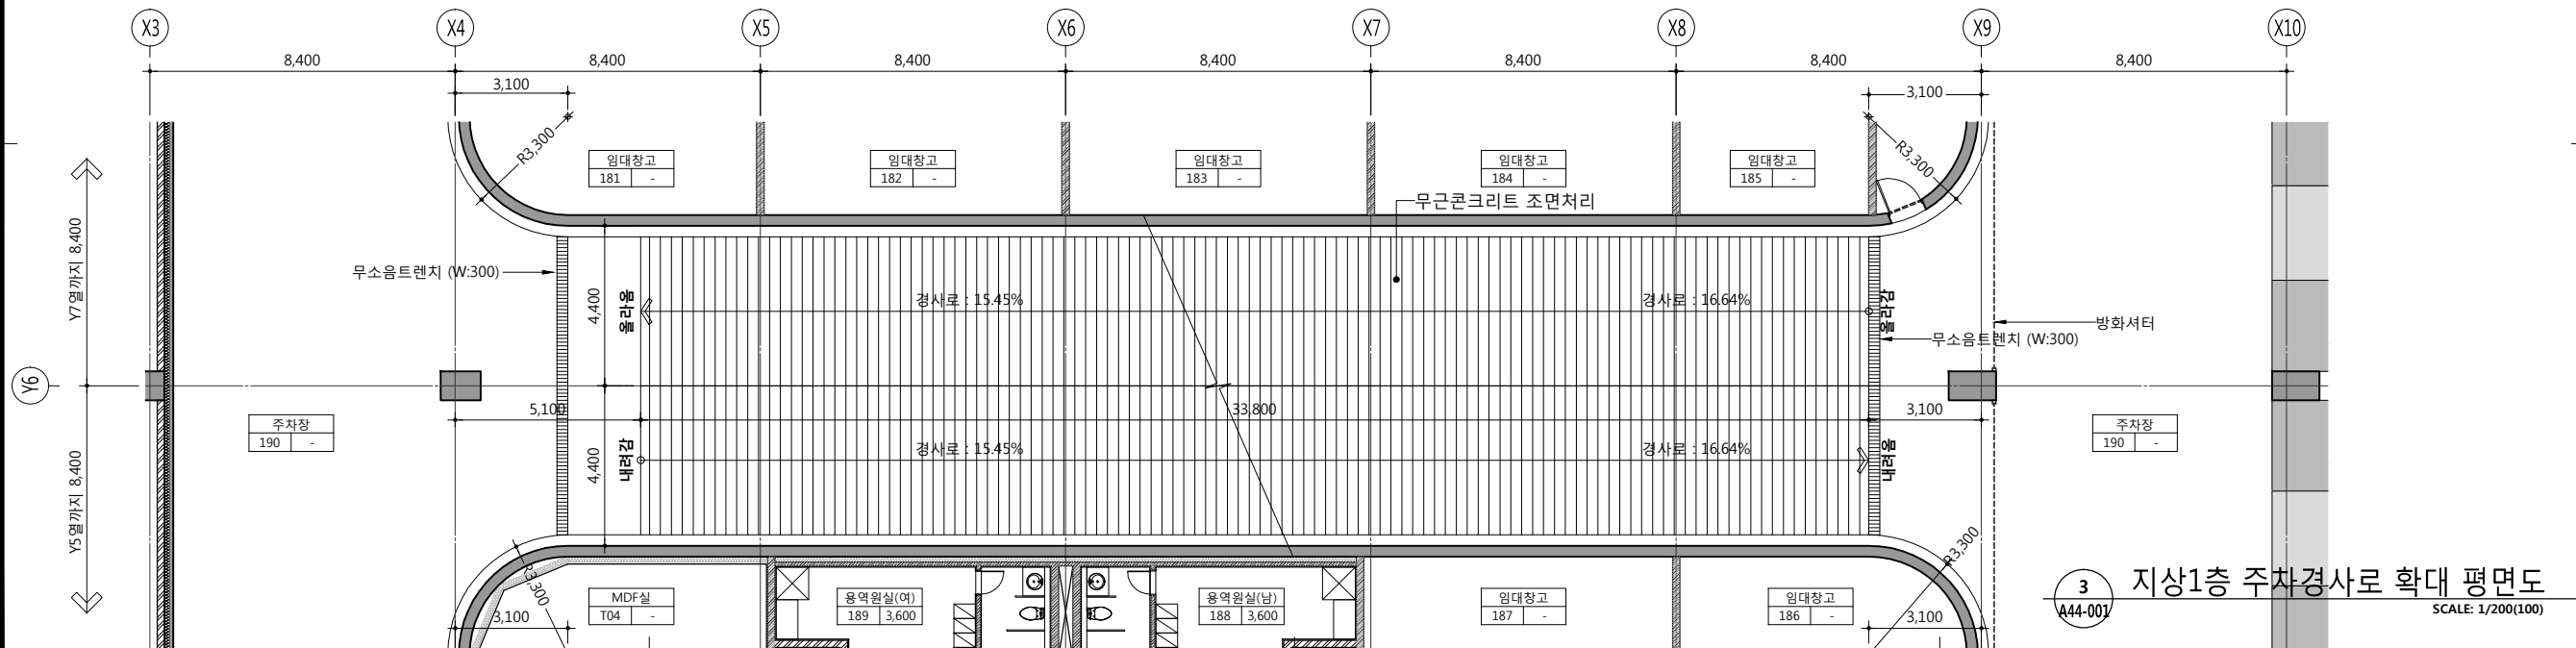 X3 X4 X5 X6 X7 X8 X9 X10
8,400 8,400 8,400 8,400 8,400 8,400 8,400
3,100 3,100
R3,300 R3,300
임대창고 임대창고 임대창고 임대창고 임대창고
181 - 182 - 183 - 184 - 185 -
무근콘크리트 조면처리
Y7열까지 8,400
무소음트렌치 (W:300)
4,400
올라옴
경사로 : 15.45% 경사로 : 16.64%
올라감
방화셔터
무소음트렌치 (W:300)
Y6
5,100 33,800 3,100
주차장 주차장
190 - 190 -
Y5열까지 8,400
4,400
내려감
경사로 : 15.45% 경사로 : 16.64%
내려옴
R3,300 R3,300
MDF실 용역원실(여) 용역원실(남) 임대창고 임대창고
T04 - 189 3,600 188 3,600 187 - 186 -
3,100 3,100
3 지상1층 주차경사로 확대 평면도
A44-001 SCALE: 1/200(100)